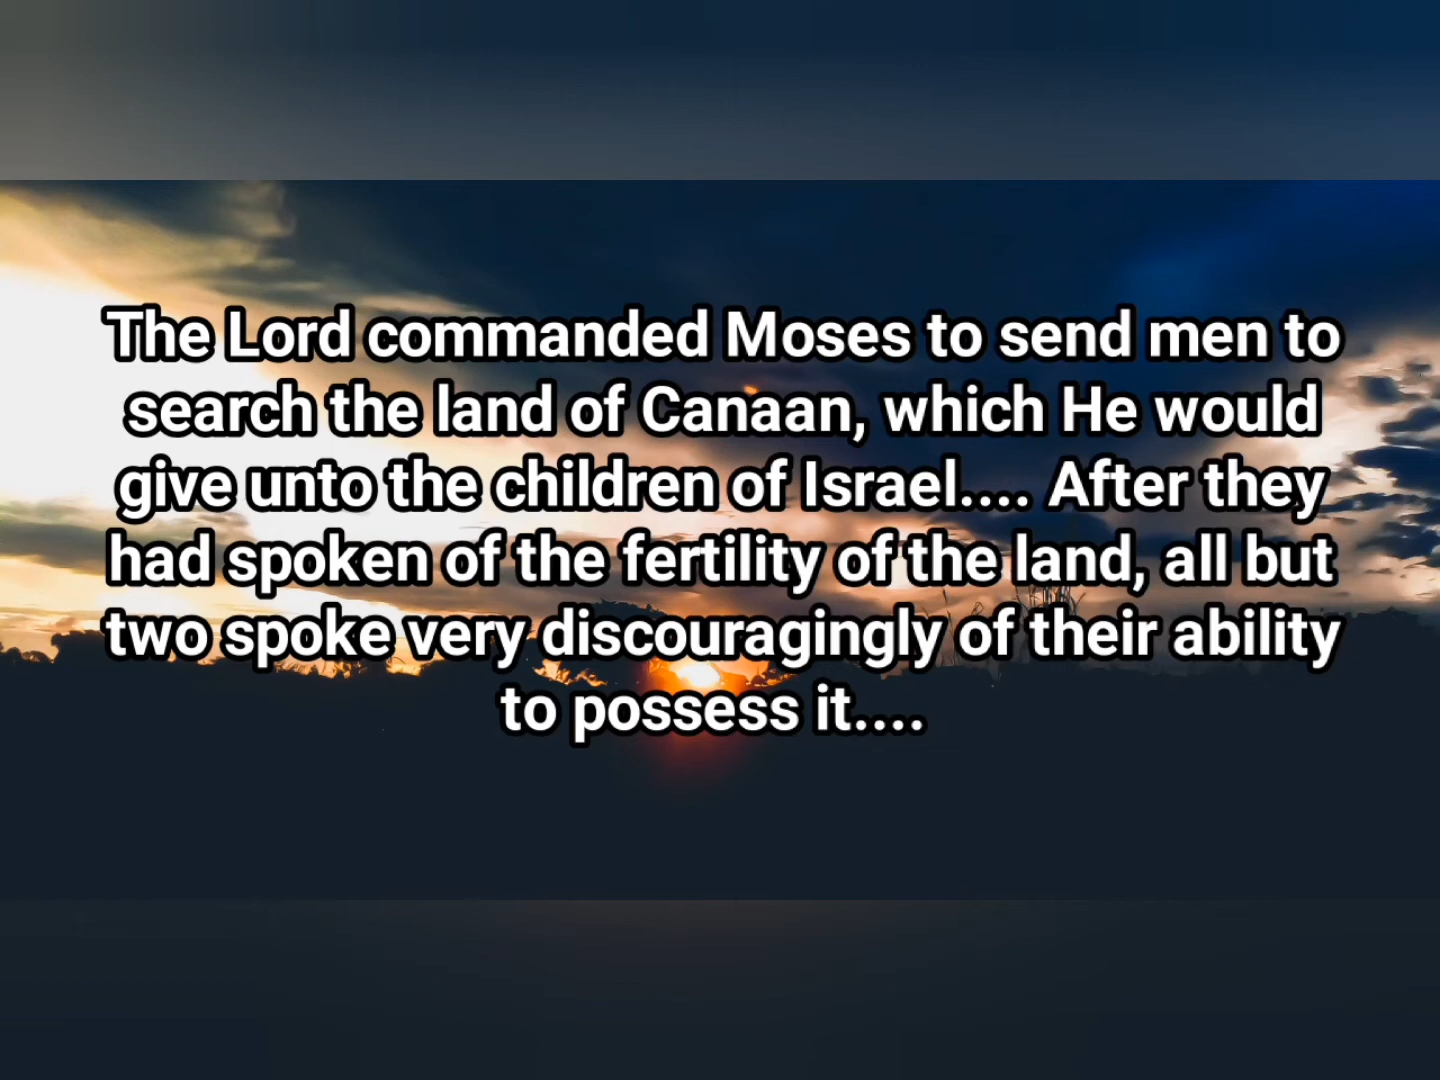 The Lord commanded Moses to send men to
search the land of Canaan, which He would
give unto the children of Israel.... After they
had spoken of the fertility of the land, all but
two spoke very discouragingly of their ability
to possess it....